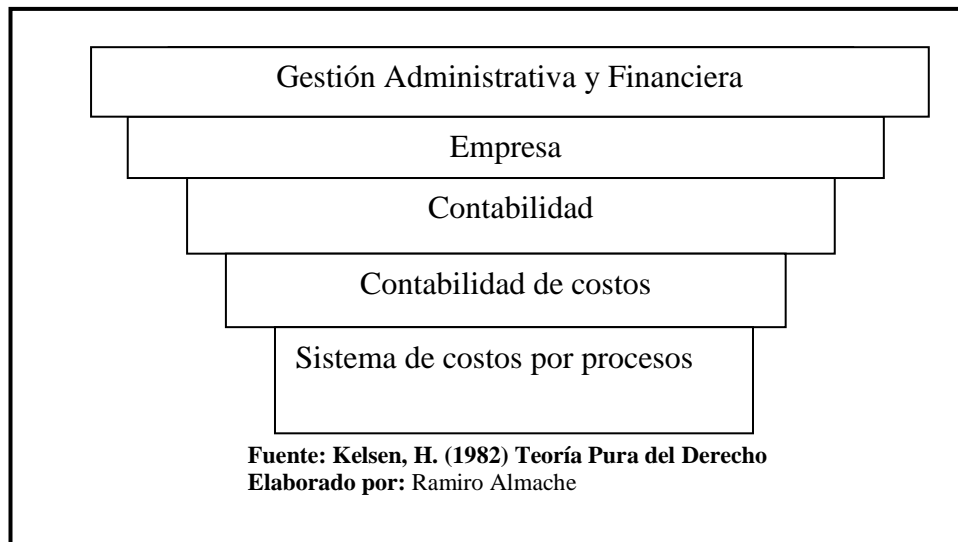 Gestión Administrativa y Financiera
Empresa
Contabilidad
Contabilidad de costos
Sistema de costos por procesos
Fuente: Kelsen, H. (1982) Teoría Pura del Derecho
Elaborado por: Ramiro Almache